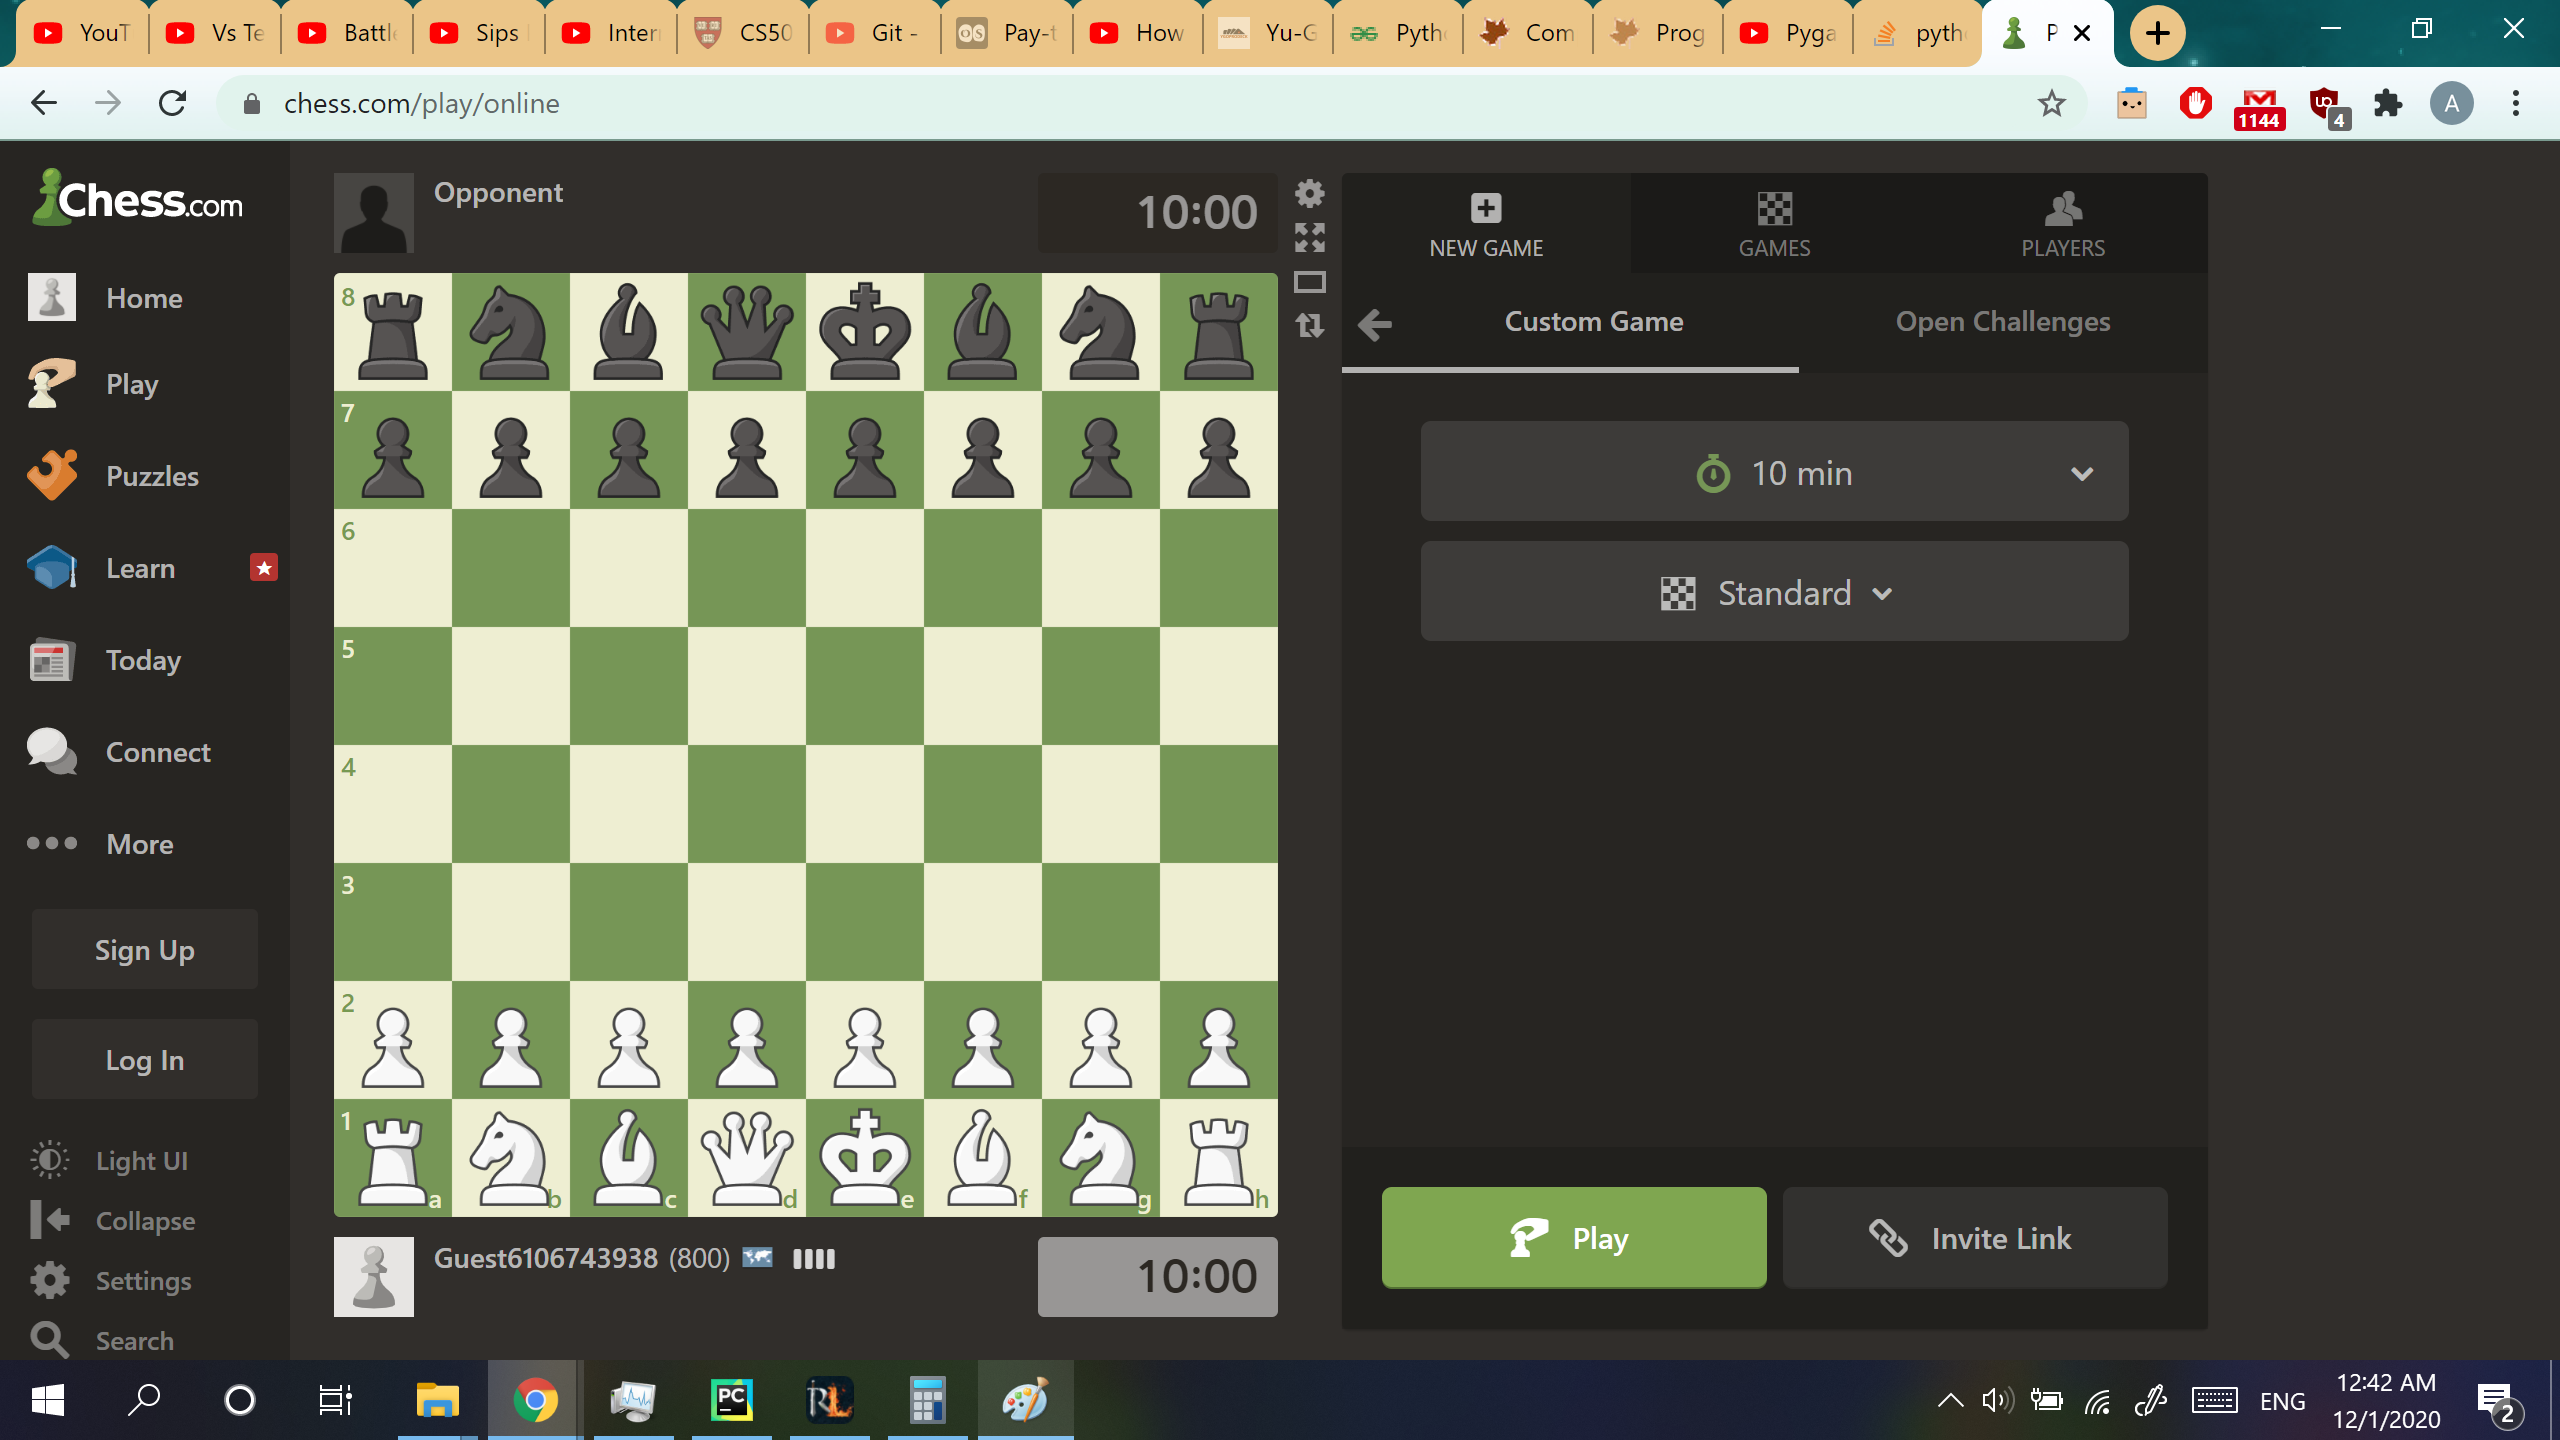 YouT
Vs Te
Battle
Sips
Inter
CS50
Git -
OS Pay-t
How
Yu-G
Pyth
Com
Prog
Pyga
pyth
P
chess.com/play/online
1144
4
A
Chess.com
Home
Play
Puzzles
Learn
Today
Connect
More
Sign Up
Log In
Light UI
Collapse
Settings
Search
Opponent
10:00
8
7
6
5
4
3
2
1
a b c d e f g h
Guest6106743938 (800)
10:00
NEW GAME
GAMES
PLAYERS
Custom Game
Open Challenges
10 min
Standard
Play
Invite Link
PC
RL
ENG
12:42 AM
12/1/2020
2